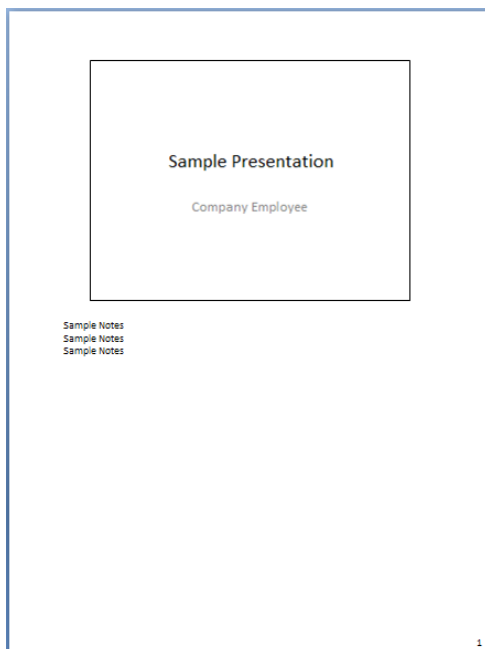 Sample Presentation
Company Employee
Sample Notes
Sample Notes
Sample Notes
1